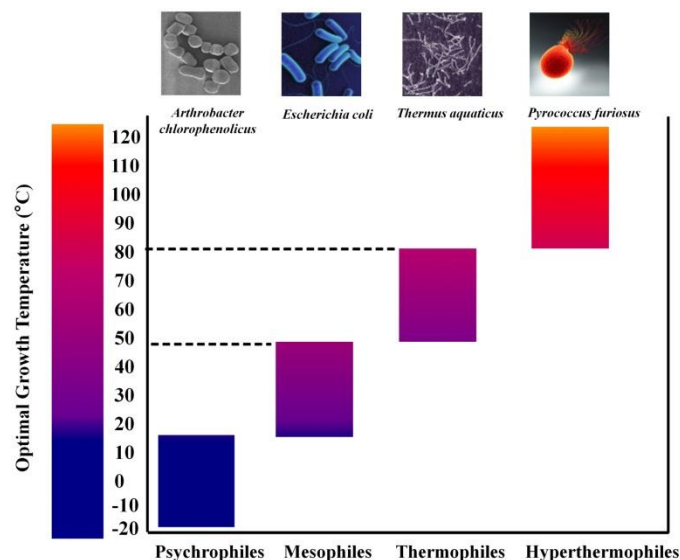 Arthrobacter
chlorophenolicus
Escherichia coli
Thermus aquaticus
Pyrococcus furiosus
Optimal Growth Temperature (°C)
120
110
100
90
80
70
60
50
40
30
20
10
0
-10
-20
Psychrophiles
Mesophiles
Thermophiles
Hyperthermophiles